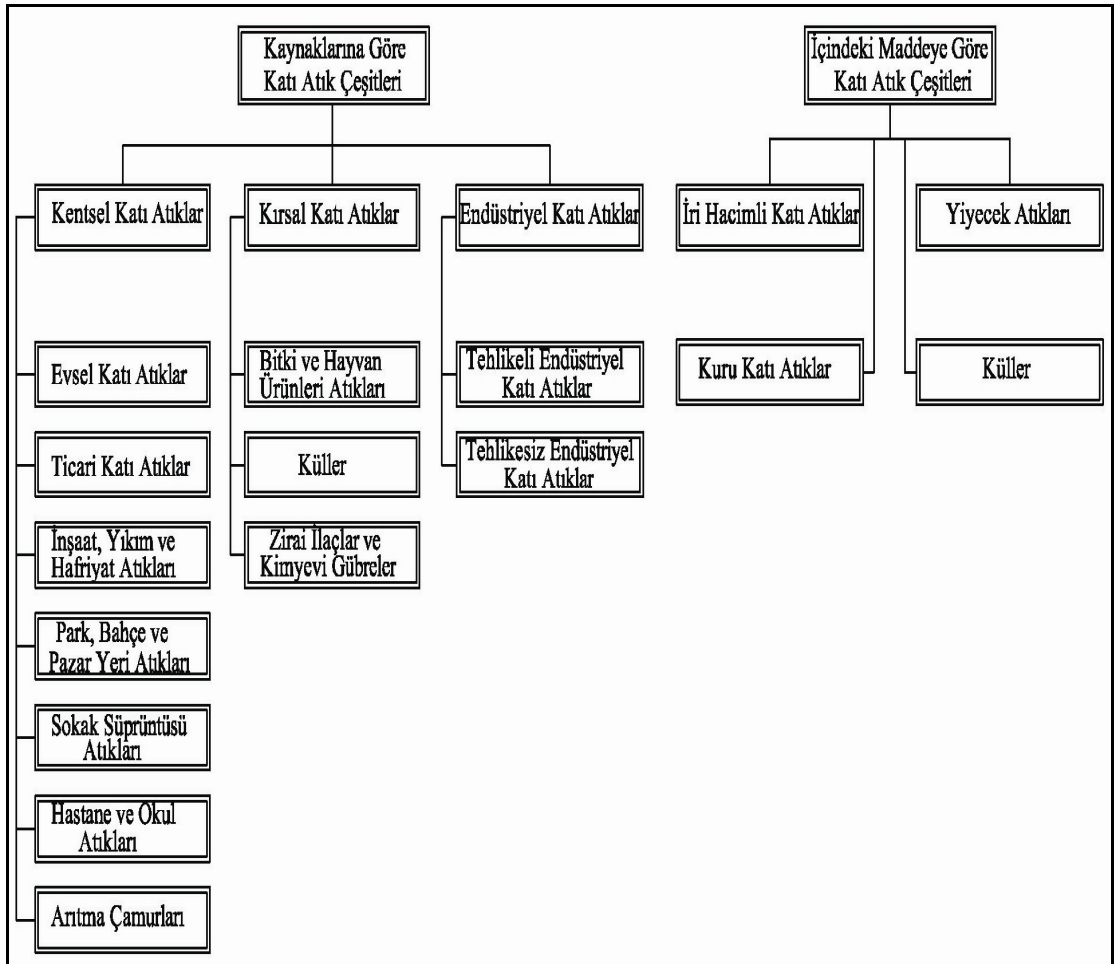 Kaynaklarına Göre
Katı Atık Çeşitleri
İçindeki Maddeye Göre
Katı Atık Çeşitleri
Kentsel Katı Atıklar
Kırsal Katı Atıklar
Endüstriyel Katı Atıklar
İri Hacimli Katı Atıklar
Yiyecek Atıkları
Evsel Katı Atıklar
Bitki ve Hayvan
Ürünleri Atıkları
Tehlikeli Endüstriyel
Katı Atıklar
Kuru Katı Atıklar
Küller
Ticari Katı Atıklar
Küller
Tehlikesiz Endüstriyel
Katı Atıklar
İnşaat, Yıkım ve
Hafriyat Atıkları
Zirai İlaçlar ve
Kimyevi Gübreler
Park, Bahçe ve
Pazar Yeri Atıkları
Sokak Süprüntüsü
Atıkları
Hastane ve Okul
Atıkları
Arıtma Çamurları